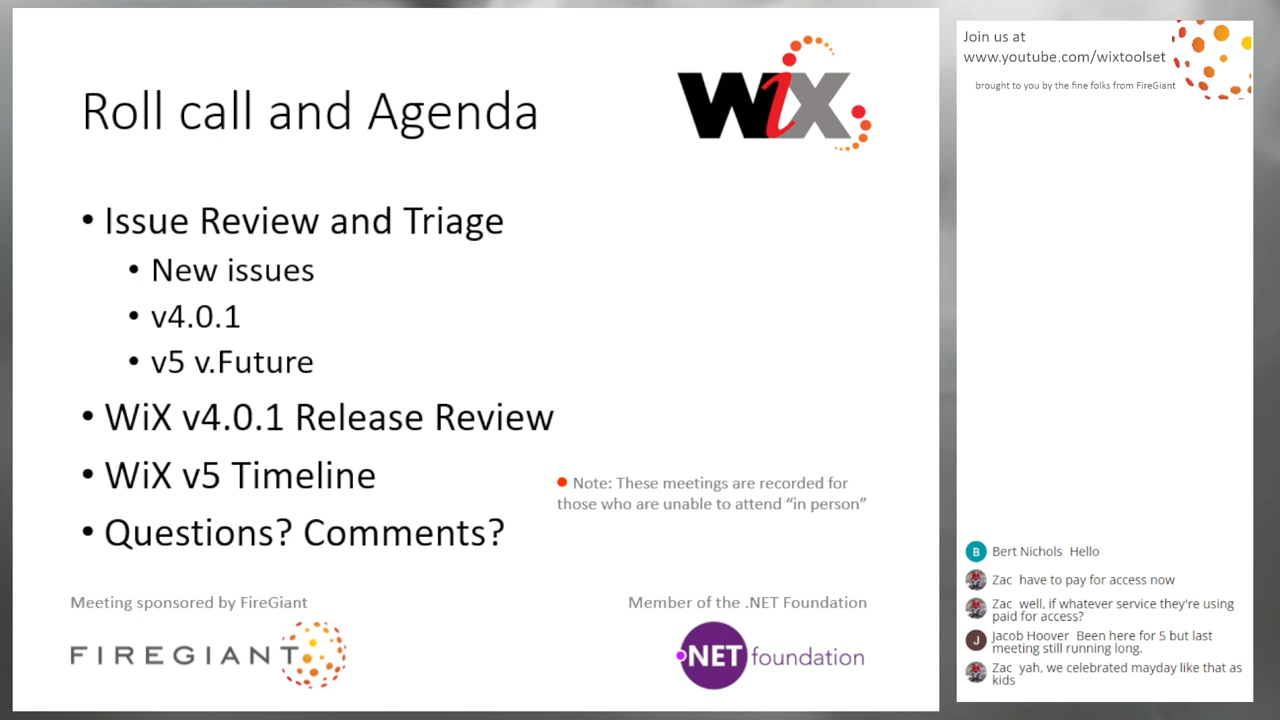 Roll call and Agenda
WiX
• Issue Review and Triage
• New issues
• v4.0.1
• v5 v.Future
• WiX v4.0.1 Release Review
• WiX v5 Timeline
• Questions? Comments?
Note: These meetings are recorded for
those who are unable to attend “in person”
Meeting sponsored by FireGiant
FIREGIANT
Member of the .NET Foundation
.NET foundation
Join us at
www.youtube.com/wixtoolset
brought to you by the fine folks from FireGiant
B Bert Nichols Hello
Zac have to pay for access now
Zac well, if whatever service they're using
paid for access?
J Jacob Hoover Been here for 5 but last
meeting still running long.
Zac yah, we celebrated mayday like that as
kids